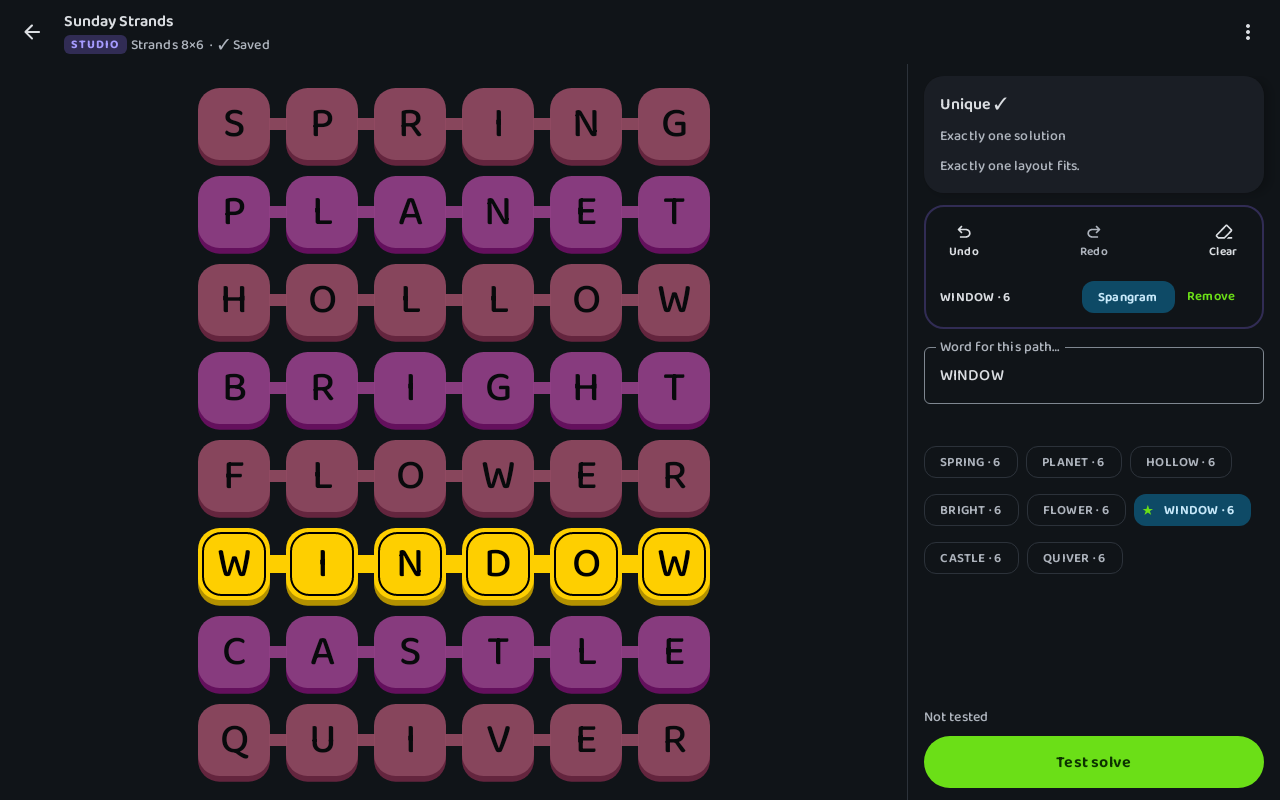 Sunday Strands
STUDIO Strands 8×6 · ✓ Saved
S P R I N G
P L A N E T
H O L L O W
B R I G H T
F L O W E R
W I N D O W
C A S T L E
Q U I V E R
Unique ✓
Exactly one solution
Exactly one layout fits.
Undo Redo Clear
WINDOW · 6 Spangram Remove
Word for this path…
WINDOW
SPRING · 6 PLANET · 6 HOLLOW · 6
BRIGHT · 6 FLOWER · 6 ★ WINDOW · 6
CASTLE · 6 QUIVER · 6
Not tested
Test solve